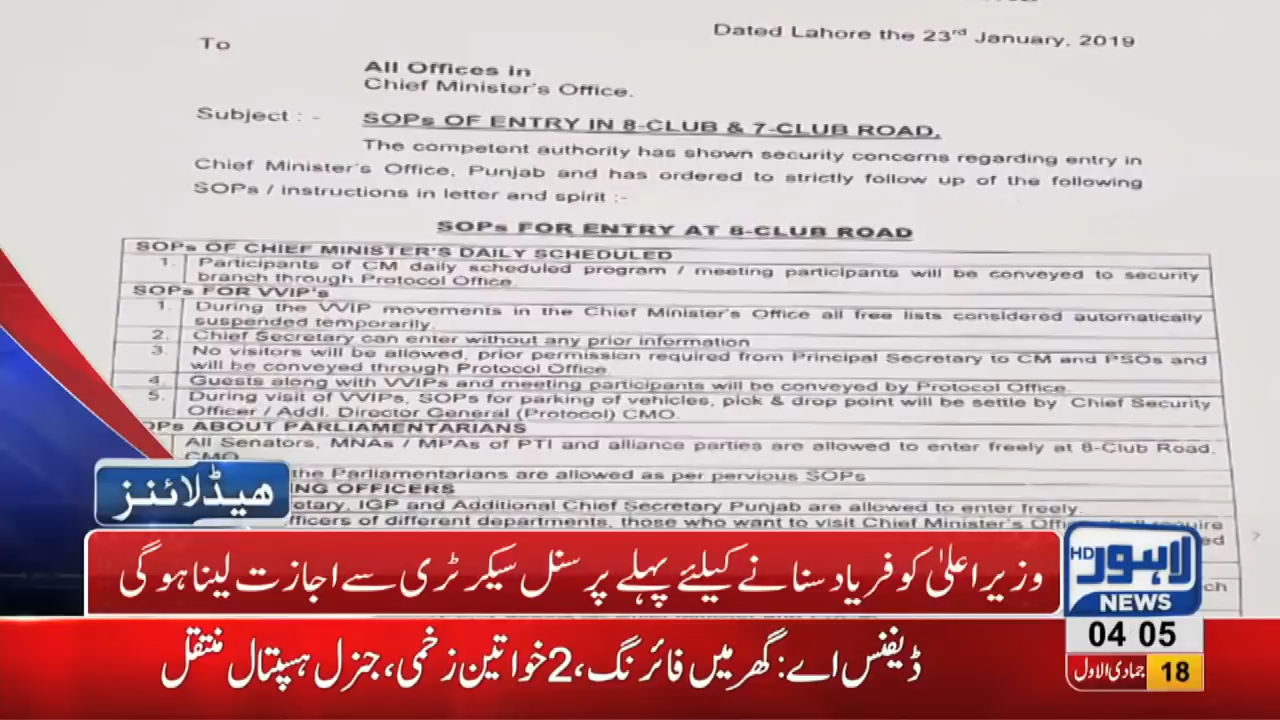 Dated Lahore the 23rd January, 2019
To
All Offices in
Chief Minister's Office.
Subject : - SOPs OF ENTRY IN 8-CLUB & 7-CLUB ROAD.
The competent authority has shown security concerns regarding entry in
Chief Minister's Office, Punjab and has ordered to strictly follow up of the following
SOPs / Instructions in letter and spirit :-
SOPs FOR ENTRY AT 8-CLUB ROAD
SOPs OF CHIEF MINISTER'S DAILY SCHEDULED
1. Participants of CM daily scheduled program / meeting participants will be conveyed to security
branch through Protocol Office.
SOPs FOR VVIP's
1. During the VVIP movements in the Chief Minister's Office all free lists considered automatically
suspended temporarily.
2. Chief Secretary can enter without any prior information
3. No visitors will be allowed, prior permission required from Principal Secretary to CM and PSOs and
will be conveyed through Protocol Office.
4. Guests along with VVIPs and meeting participants will be conveyed by Protocol Office.
5. During visit of VVIPs, SOPs for parking of vehicles, pick & drop point will be settle by Chief Security
Officer / Addl. Director General (Protocol) CMO.
OPs ABOUT PARLIAMENTARIANS
All Senators, MNAs / MPAs of PTI and alliance parties are allowed to enter freely at 8-Club Road,
CMO
the Parliamentarians are allowed as per pervious SOPs
NG OFFICERS
etary, IGP and Additional Chief Secretary Punjab are allowed to enter freely.
fficers of different departments, those who want to visit Chief Minister's
ہیڈلائنز
وزیراعلیٰ کو فریاد سنانے کیلئے پہلے پرسنل سیکرٹری سے اجازت لینا ہوگی
لاہور HD
NEWS
04 05
18 جمادی الاول
ڈیفنس اے: گھر میں فائرنگ، 2 خواتین زخمی، جنرل ہسپتال منتقل